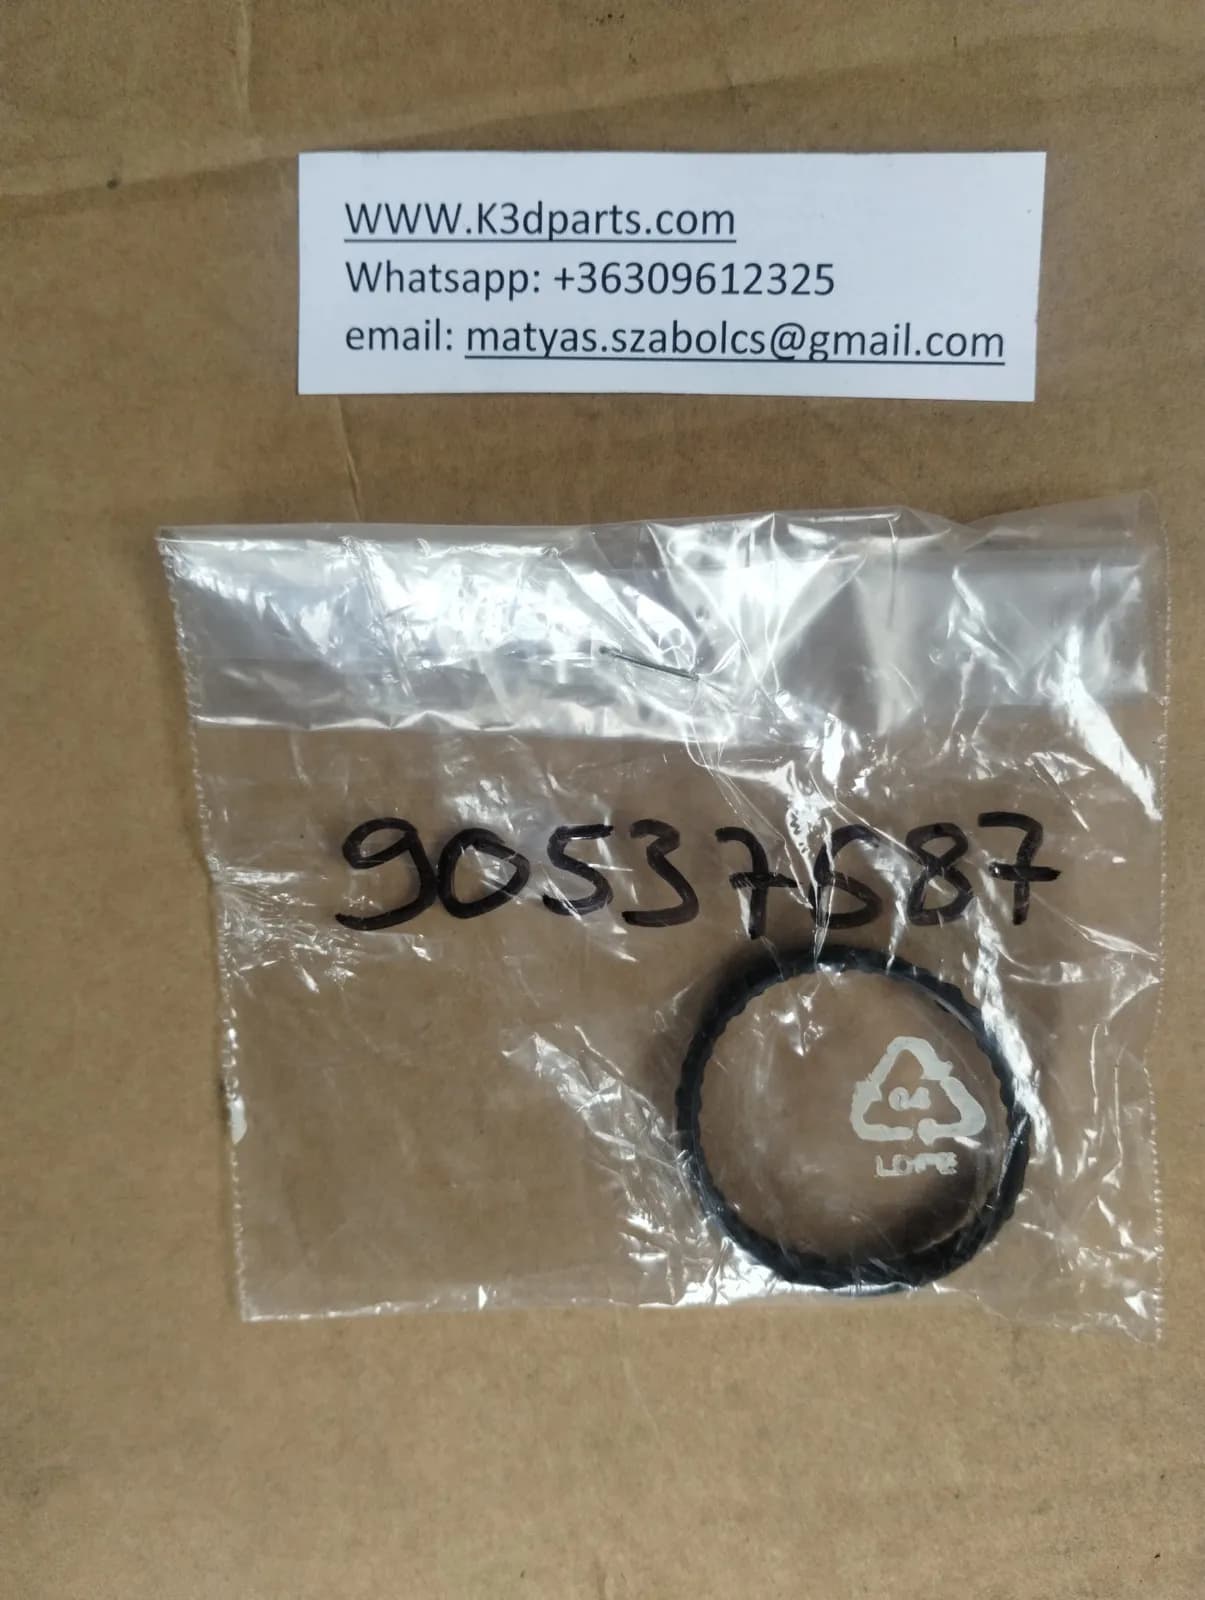 WWW.K3dparts.com
Whatsapp: +36309612325
email: matyas.szabolcs@gmail.com
90537687
04
LDPE